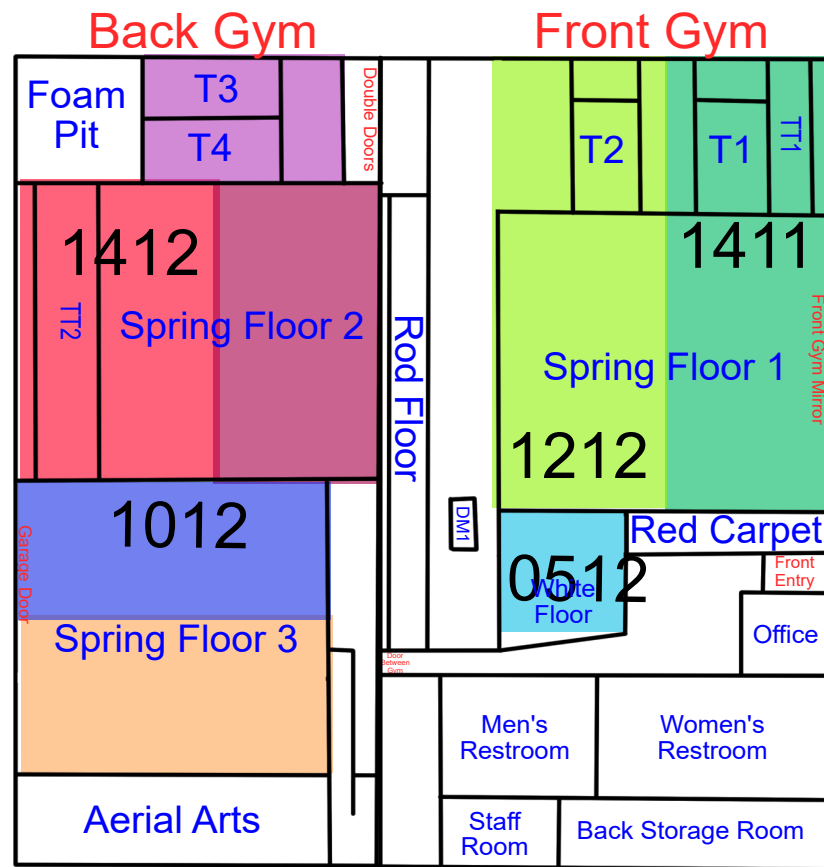 Back Gym
Front Gym
Foam
Pit
T3
T4
Double Doors
T2
T1
TT1
1412
TT2
Spring Floor 2
Rod Floor
1411
Spring Floor 1
Front Gym Mirror
1212
1012
Garage Door
Spring Floor 3
DM1
Red Carpet
0512
White
Floor
Front
Entry
Office
Door
Between
Gym
Men's
Restroom
Women's
Restroom
Aerial Arts
Staff
Room
Back Storage Room